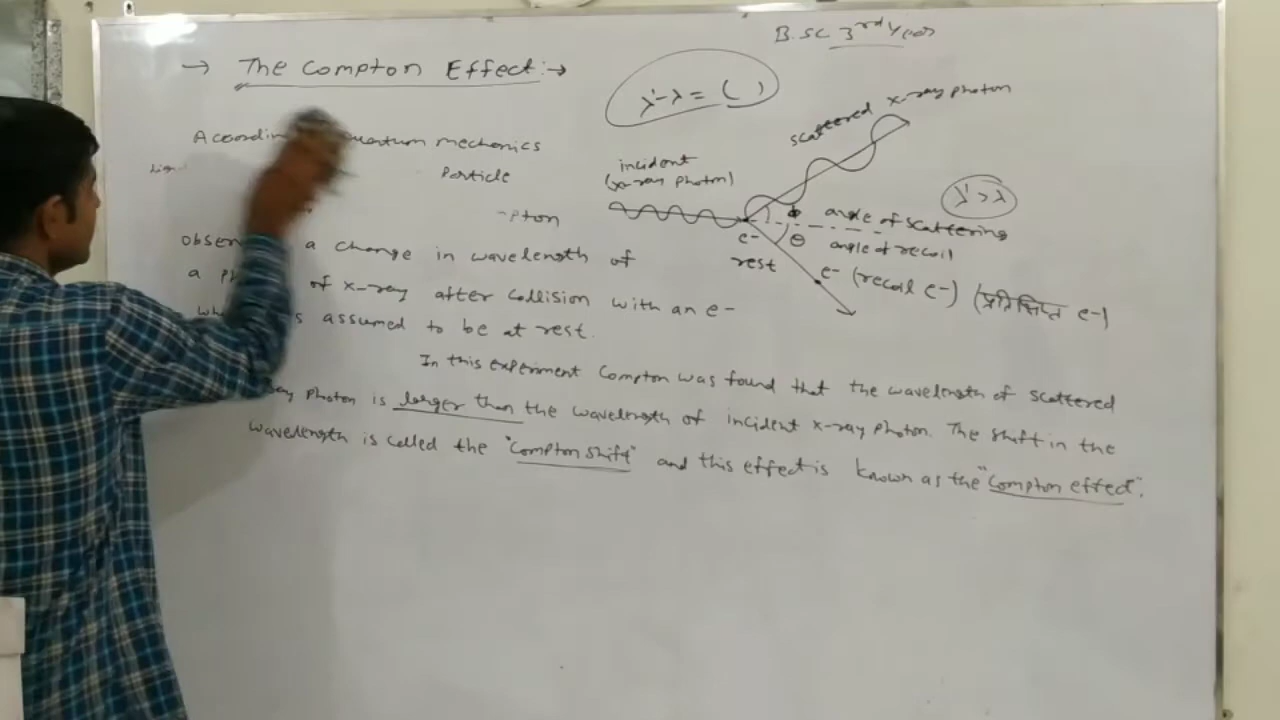 B.SC 3rd Year
→ The Compton Effect:→
λ'-λ = ( )
scattered x-ray photon
Quantum mechanics
incident
(x-ray photon)
Particle
λ'>λ
ϕ angle of scattering
e-
rest
θ angle of recoil
e- (recoil e-) (प्रतिक्षिप्त e-)
a change in wavelength of
a of x-ray after Collision with an e-
assumed to be at rest.
In this experiment Compton was found that the wavelength of scattered
photon is larger than the wavelength of incident x-ray photon. The shift in the
wavelength is called the "Compton shift" and this effect is known as the "Compton effect".